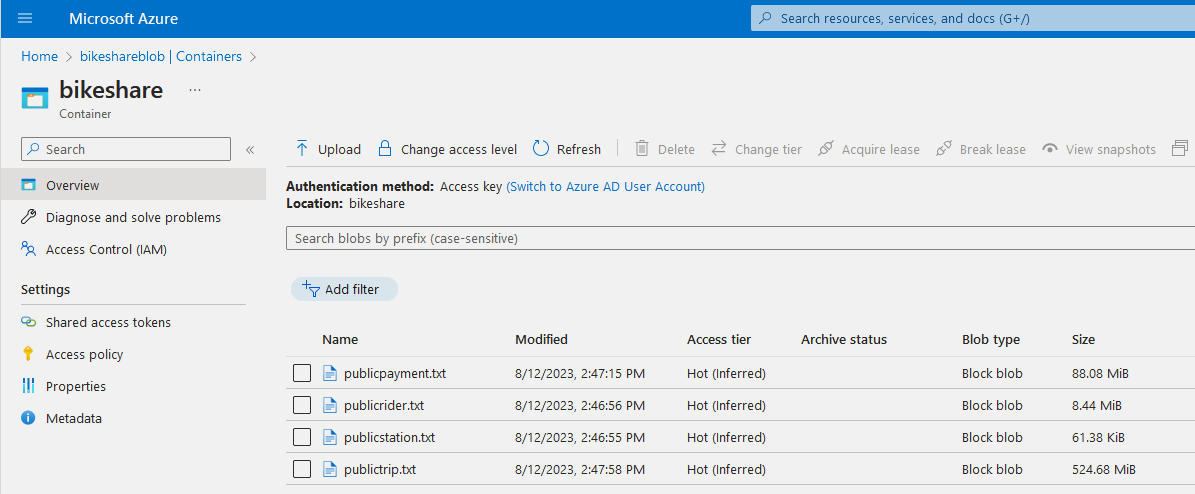 Microsoft Azure
Search resources, services, and docs (G+/)
Home > bikeshareblob | Containers >
bikeshare ...
Container
Search «
Overview
Diagnose and solve problems
Access Control (IAM)
Settings
Shared access tokens
Access policy
Properties
Metadata
Upload Change access level Refresh Delete Change tier Acquire lease Break lease View snapshots
Authentication method: Access key (Switch to Azure AD User Account)
Location: bikeshare
Search blobs by prefix (case-sensitive)
Add filter
Name Modified Access tier Archive status Blob type Size
publicpayment.txt 8/12/2023, 2:47:15 PM Hot (Inferred) Block blob 88.08 MiB
publicrider.txt 8/12/2023, 2:46:56 PM Hot (Inferred) Block blob 8.44 MiB
publicstation.txt 8/12/2023, 2:46:55 PM Hot (Inferred) Block blob 61.38 KiB
publictrip.txt 8/12/2023, 2:47:58 PM Hot (Inferred) Block blob 524.68 MiB